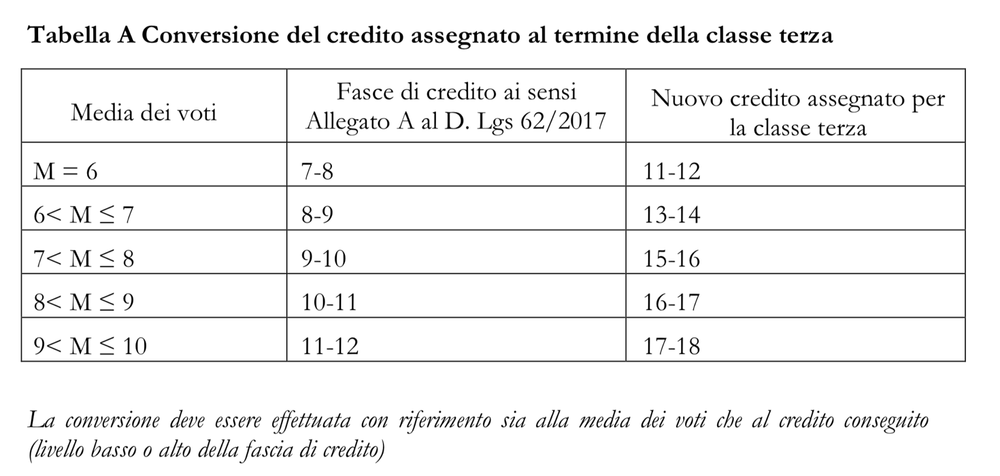 Tabella A Conversione del credito assegnato al termine della classe terza
Media dei voti
Fasce di credito ai sensi
Allegato A al D. Lgs 62/2017
Nuovo credito assegnato per
la classe terza
M = 6
7-8
11-12
6< M ≤ 7
8-9
13-14
7< M ≤ 8
9-10
15-16
8< M ≤ 9
10-11
16-17
9< M ≤ 10
11-12
17-18
La conversione deve essere effettuata con riferimento sia alla media dei voti che al credito conseguito
(livello basso o alto della fascia di credito)